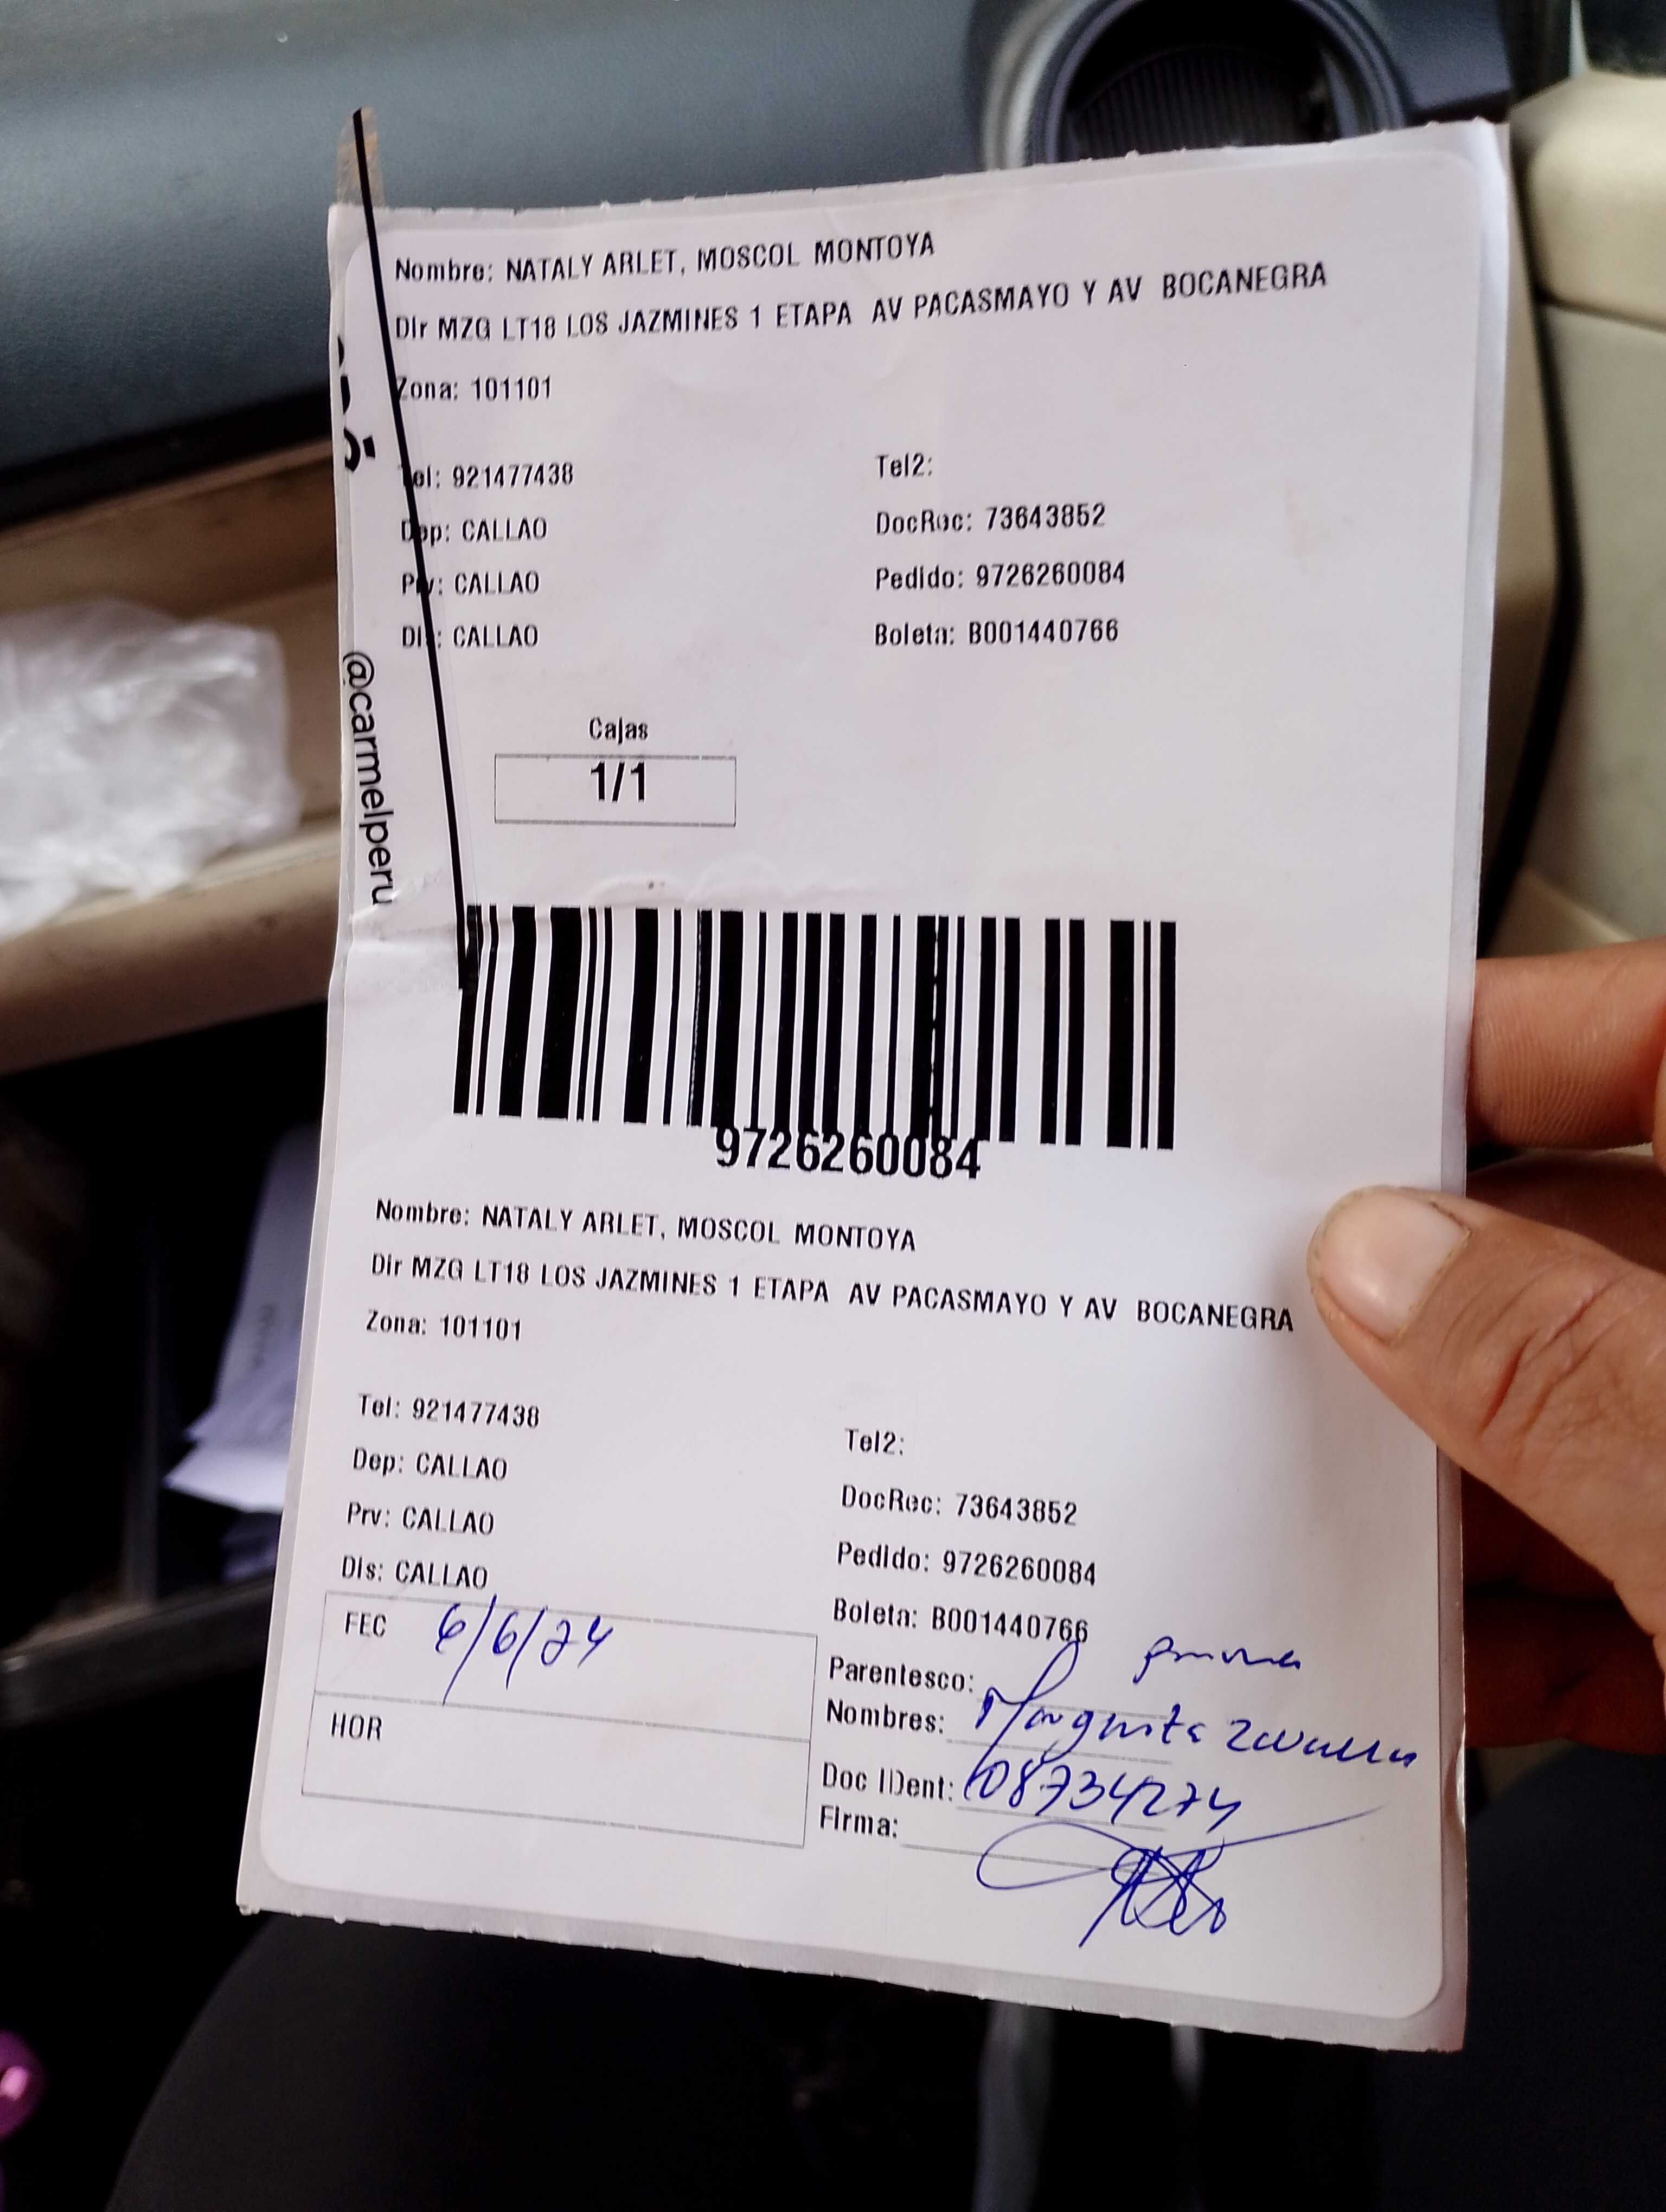 Nombre: NATALY ARLET, MOSCOL MONTOYA
Dir MZG LT18 LOS JAZMINES 1 ETAPA AV PACASMAYO Y AV BOCANEGRA
Zona: 101101
Tel: 921477438
Tel2:
Dep: CALLAO
DocRec: 73643852
Prv: CALLAO
Pedido: 9726260084
Dis: CALLAO
Boleta: B001440766
@carmelperu
Cajas
1/1
9726260084
Nombre: NATALY ARLET, MOSCOL MONTOYA
Dir MZG LT18 LOS JAZMINES 1 ETAPA AV PACASMAYO Y AV BOCANEGRA
Zona: 101101
Tel: 921477438
Tel2:
Dep: CALLAO
DocRec: 73643852
Prv: CALLAO
Pedido: 9726260084
Dis: CALLAO
Boleta: B001440766
FEC 6/6/24
Parentesco:
Nombres: Margarita
HOR
Doc IDent: 08734274
Firma: